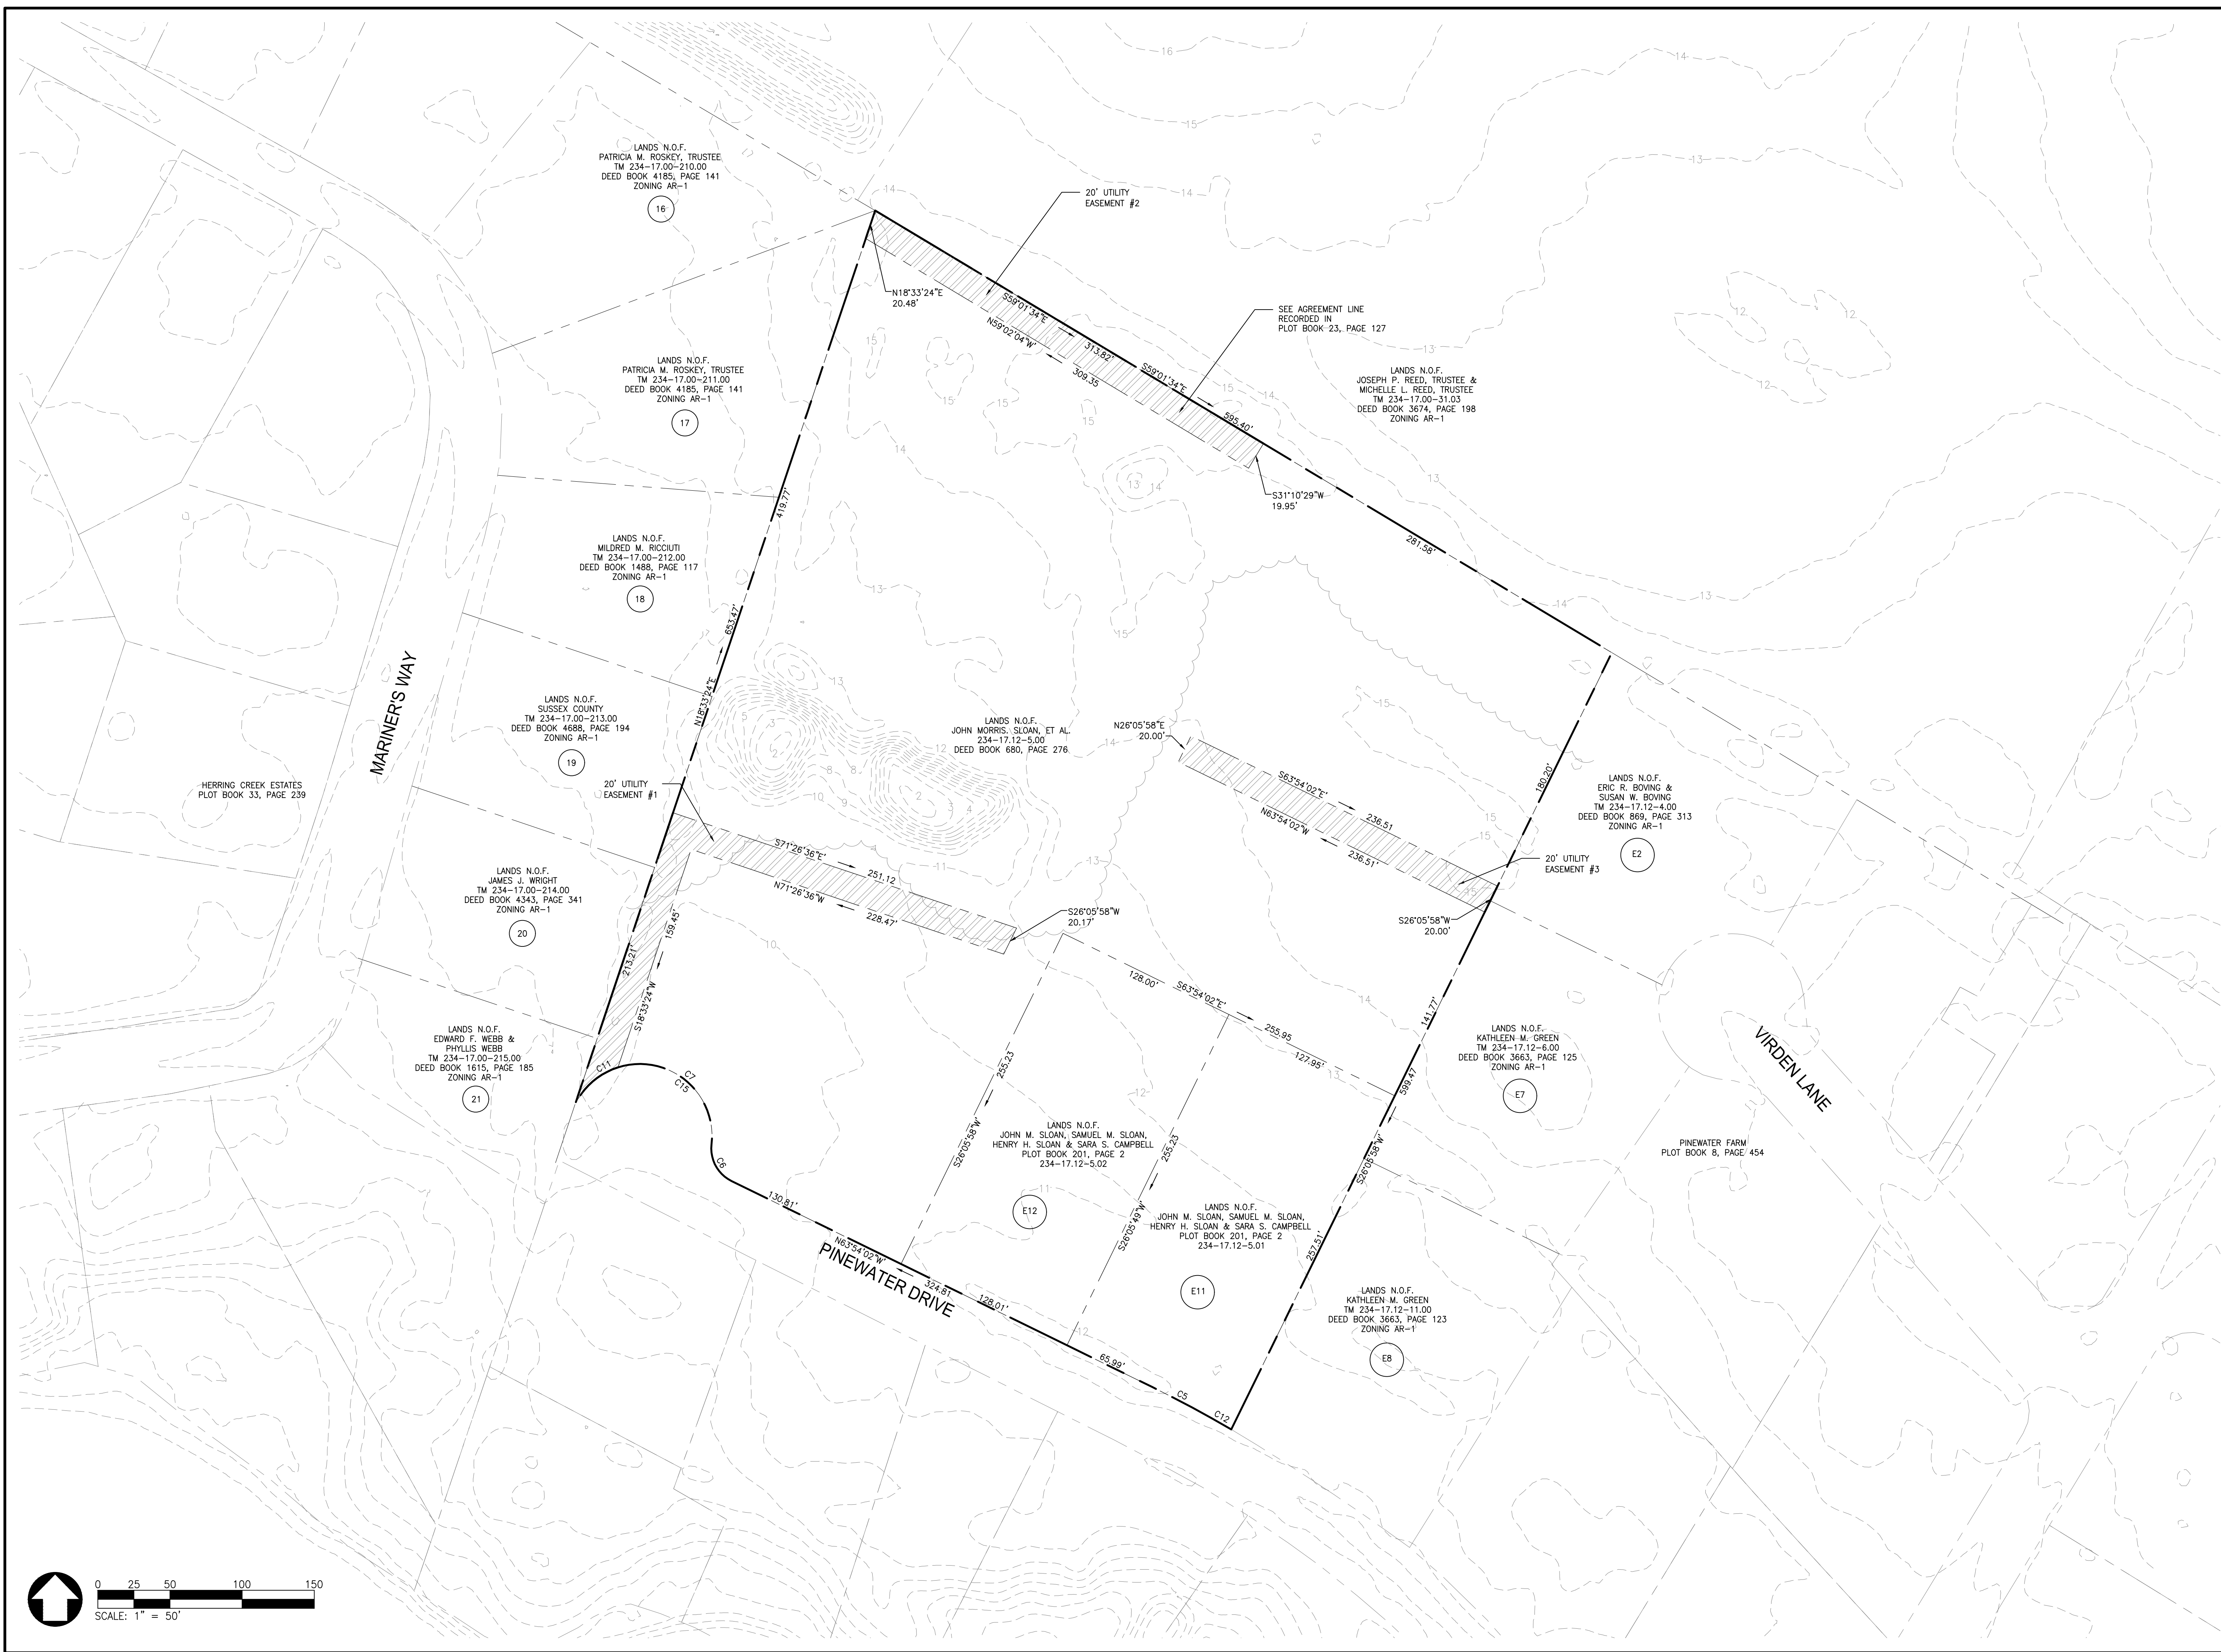 LANDS N.O.F.
PATRICIA M. ROSKEY, TRUSTEE
TM 234-17.00-210.00
DEED BOOK 4185, PAGE 141
ZONING AR-1
16
20' UTILITY
EASEMENT #2
N18°33'24"E
20.48'
S59°01'34"E
313.82'
N59°02'04"W'
309.35
S59°01'34"E
595.40'
SEE AGREEMENT LINE
RECORDED IN
PLOT BOOK 23, PAGE 127
S31°10'29"W
19.95'
281.58'
LANDS N.O.F.
JOSEPH P. REED, TRUSTEE &
MICHELLE L. REED, TRUSTEE
TM 234-17.00-31.03
DEED BOOK 3674, PAGE 198
ZONING AR-1
LANDS N.O.F.
PATRICIA M. ROSKEY, TRUSTEE
TM 234-17.00-211.00
DEED BOOK 4185, PAGE 141
ZONING AR-1
17
419.77'
LANDS N.O.F.
MILDRED M. RICCIUTI
TM 234-17.00-212.00
DEED BOOK 1488, PAGE 117
ZONING AR-1
18
N18°33'24"E
653.47'
MARINER'S WAY
LANDS N.O.F.
SUSSEX COUNTY
TM 234-17.00-213.00
DEED BOOK 4688, PAGE 194
ZONING AR-1
19
HERRING CREEK ESTATES
PLOT BOOK 33, PAGE 239
20' UTILITY
EASEMENT #1
LANDS N.O.F.
JOHN MORRIS. SLOAN, ET AL.
234-17.12-5.00
DEED BOOK 680, PAGE 276
N26°05'58"E
20.00'
S63°54'02"E'
236.51
N63°54'02"W
236.51'
180.20'
LANDS N.O.F.
ERIC R. BOVING &
SUSAN W. BOVING
TM 234-17.12-4.00
DEED BOOK 869, PAGE 313
ZONING AR-1
E2
20' UTILITY
EASEMENT #3
S26°05'58"W
20.00'
S71°26'36"E'
251.12
N71°26'36"W
228.47'
S26°05'58"W
20.17'
LANDS N.O.F.
JAMES J. WRIGHT
TM 234-17.00-214.00
DEED BOOK 4343, PAGE 341
ZONING AR-1
20
213.21'
159.45'
S18°33'24"W
128.00'
S63°54'02"E'
255.95
127.95'
141.77'
599.47
S26°05'58"W'
257.51'
LANDS N.O.F.
KATHLEEN M. GREEN
TM 234-17.12-6.00
DEED BOOK 3663, PAGE 125
ZONING AR-1
E7
VIRDEN LANE
PINEWATER FARM
PLOT BOOK 8, PAGE 454
LANDS N.O.F.
EDWARD F. WEBB &
PHYLLIS WEBB
TM 234-17.00-215.00
DEED BOOK 1615, PAGE 185
ZONING AR-1
21
C11
C7
C15
C6
255.23
S26°05'58"W'
LANDS N.O.F.
JOHN M. SLOAN, SAMUEL M. SLOAN,
HENRY H. SLOAN & SARA S. CAMPBELL
PLOT BOOK 201, PAGE 2
234-17.12-5.02
E12
255.23
S26°05'49"W'
LANDS N.O.F.
JOHN M. SLOAN, SAMUEL M. SLOAN,
HENRY H. SLOAN & SARA S. CAMPBELL
PLOT BOOK 201, PAGE 2
234-17.12-5.01
E11
130.81'
N63°54'02"W'
324.81
PINEWATER DRIVE
128.01'
65.99'
C5
C12
LANDS N.O.F.
KATHLEEN M. GREEN
TM 234-17.12-11.00
DEED BOOK 3663, PAGE 123
ZONING AR-1
E8
0 25 50 100 150
SCALE: 1" = 50'